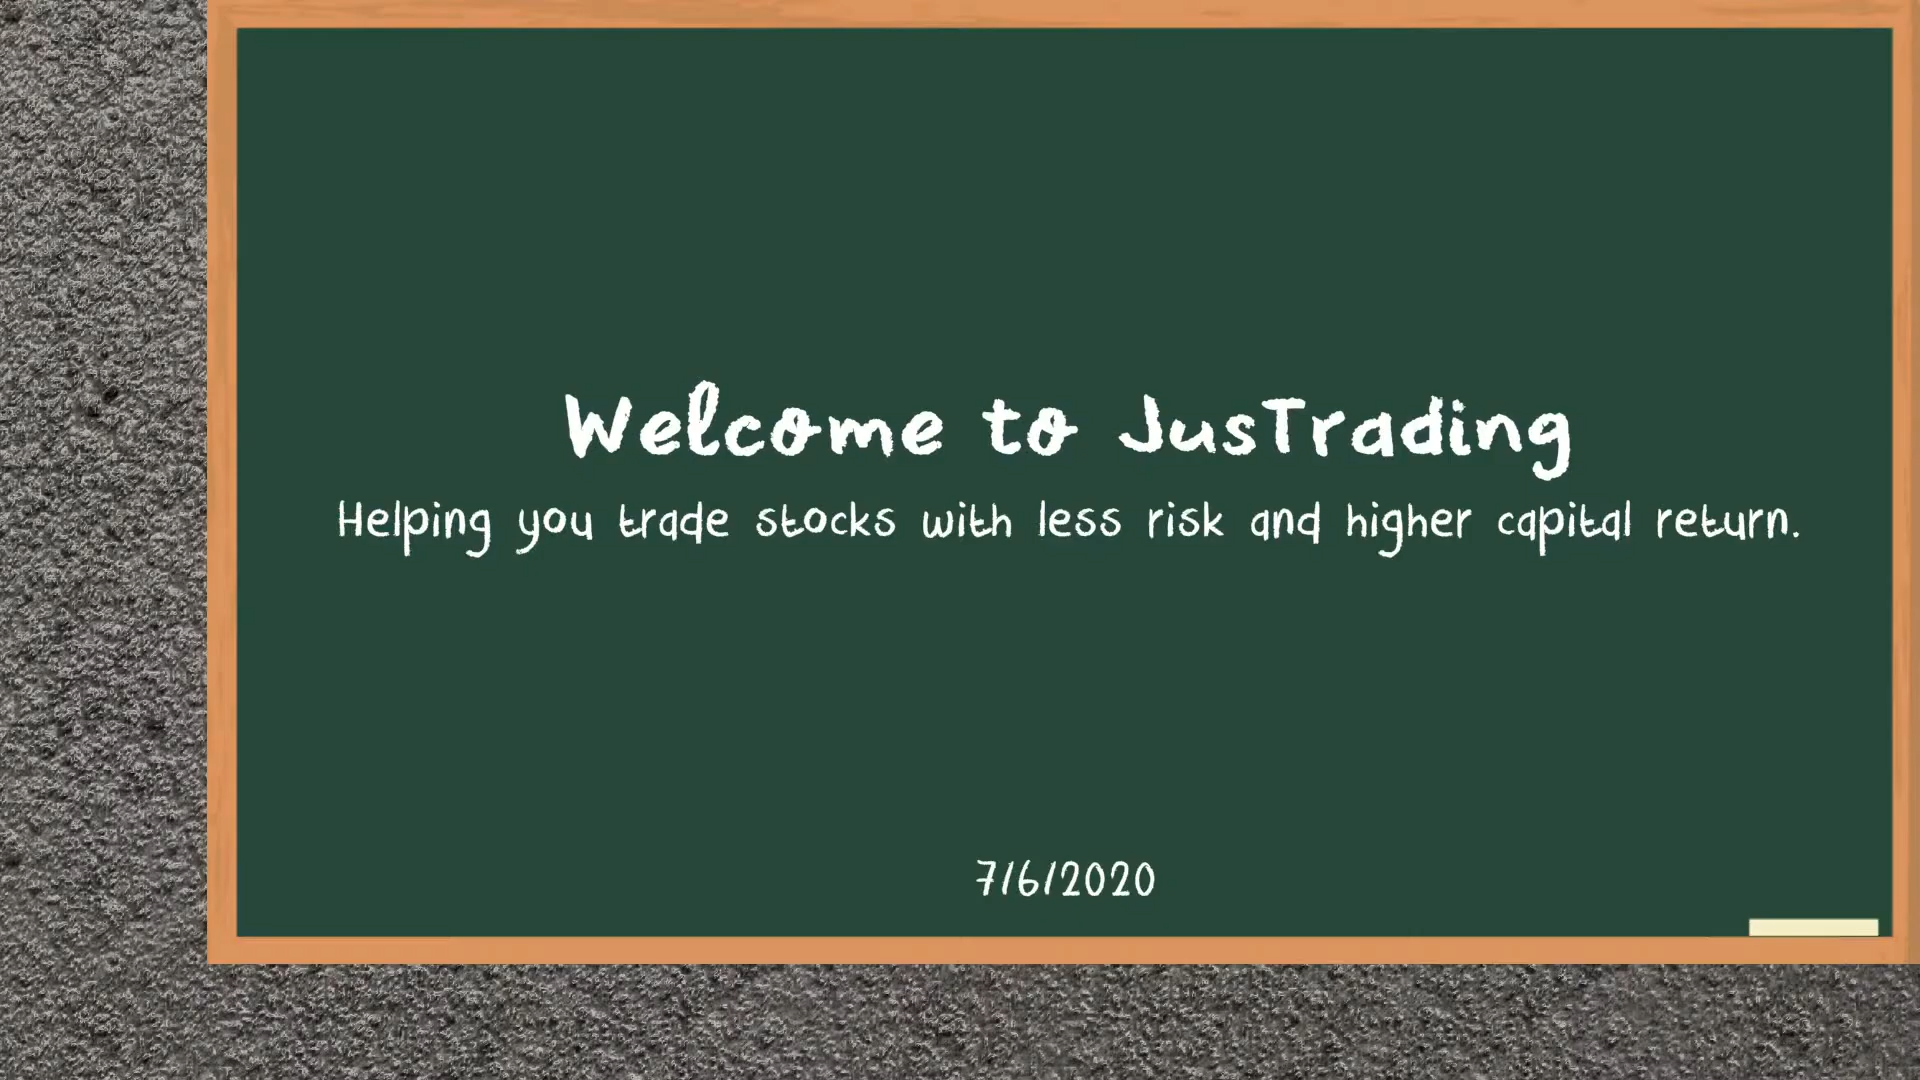 Welcome to JusTrading
Helping you trade stocks with less risk and higher capital return.
7/6/2020